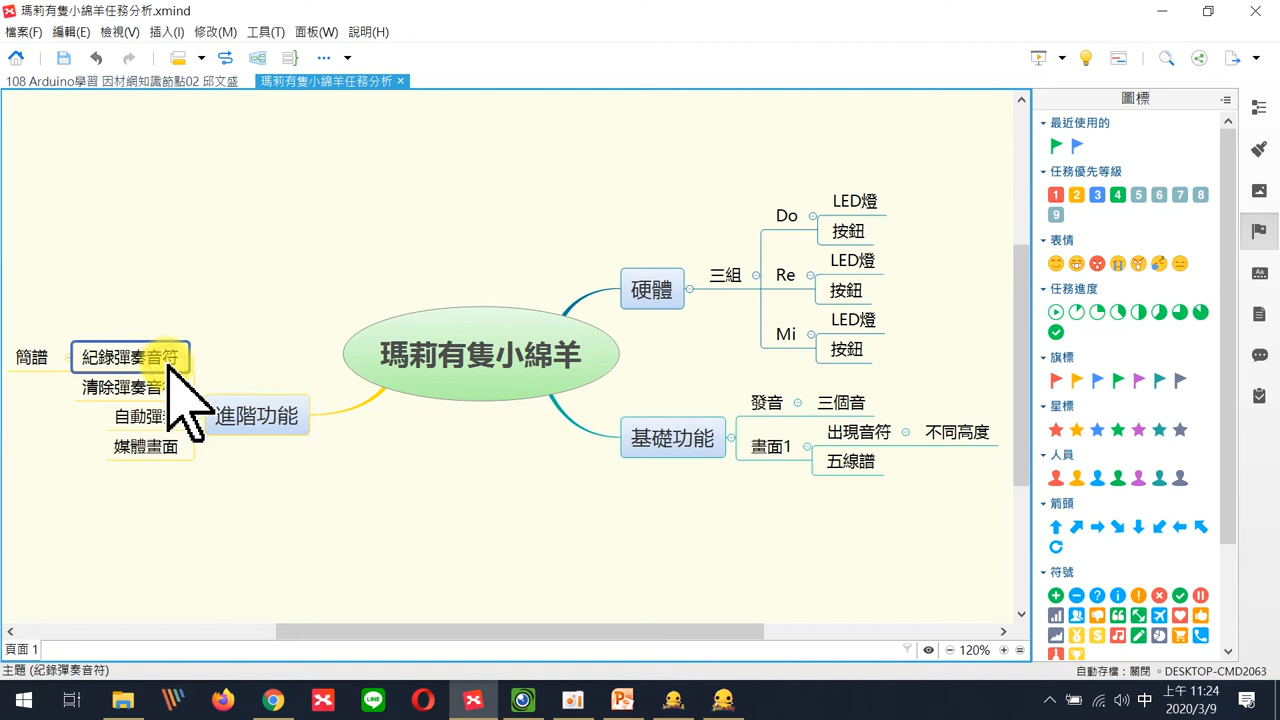 瑪莉有隻小綿羊任務分析.xmind
檔案(F) 編輯(E) 檢視(V) 插入(I) 修改(M) 工具(T) 面板(W) 說明(H)
108 Arduino學習 因材網知識節點02 邱文盛
瑪莉有隻小綿羊任務分析
圖標
最近使用的
任務優先等級
1 2 3 4 5 6 7 8
9
表情
任務進度
旗標
星標
人員
箭頭
符號
瑪莉有隻小綿羊
硬體
三組
Do
LED燈
按鈕
Re
LED燈
按鈕
Mi
LED燈
按鈕
基礎功能
發音
三個音
畫面1
出現音符
不同高度
五線譜
進階功能
紀錄彈奏音符
簡譜
清除彈奏音
自動彈
媒體畫面
頁面 1
120%
主題 (紀錄彈奏音符)
自動存檔：關閉
DESKTOP-CMD2063
中
上午 11:24
2020/3/9